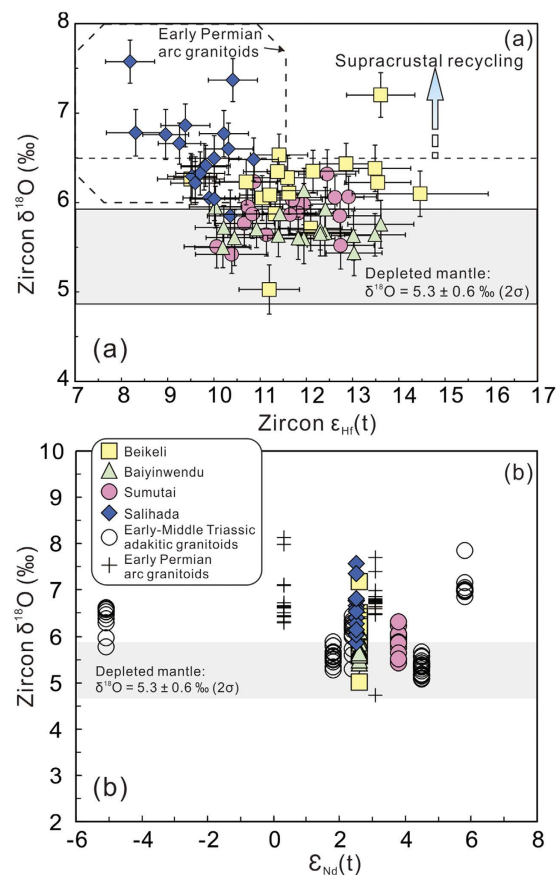 8
7
6
5
4
Zircon δ¹⁸O (‰)
Early Permian
arc granitoids
(a)
Supracrustal recycling
Depleted mantle:
δ¹⁸O = 5.3 ± 0.6 ‰ (2σ)
(a)
7 8 9 10 11 12 13 14 15 16 17
Zircon εHf(t)
10
9
8
7
6
5
4
3
2
Zircon δ¹⁸O (‰)
Beikeli
Baiyinwendu
Sumutai
Salihada
Early-Middle Triassic
adakitic granitoids
Early Permian
arc granitoids
(b)
Depleted mantle:
δ¹⁸O = 5.3 ± 0.6 ‰ (2σ)
(b)
-6 -4 -2 0 2 4 6 8
εNd(t)